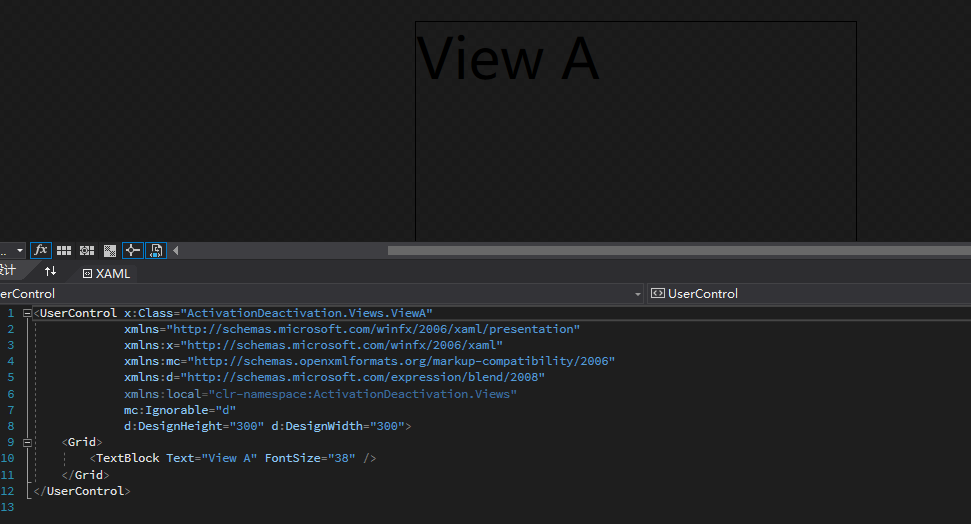 View A
...
fx
设计
XAML
erControl
UserControl
1 <UserControl x:Class="ActivationDeactivation.Views.ViewA"
2 xmlns="http://schemas.microsoft.com/winfx/2006/xaml/presentation"
3 xmlns:x="http://schemas.microsoft.com/winfx/2006/xaml"
4 xmlns:mc="http://schemas.openxmlformats.org/markup-compatibility/2006"
5 xmlns:d="http://schemas.microsoft.com/expression/blend/2008"
6 xmlns:local="clr-namespace:ActivationDeactivation.Views"
7 mc:Ignorable="d"
8 d:DesignHeight="300" d:DesignWidth="300">
9 <Grid>
10 <TextBlock Text="View A" FontSize="38" />
11 </Grid>
12 </UserControl>
13